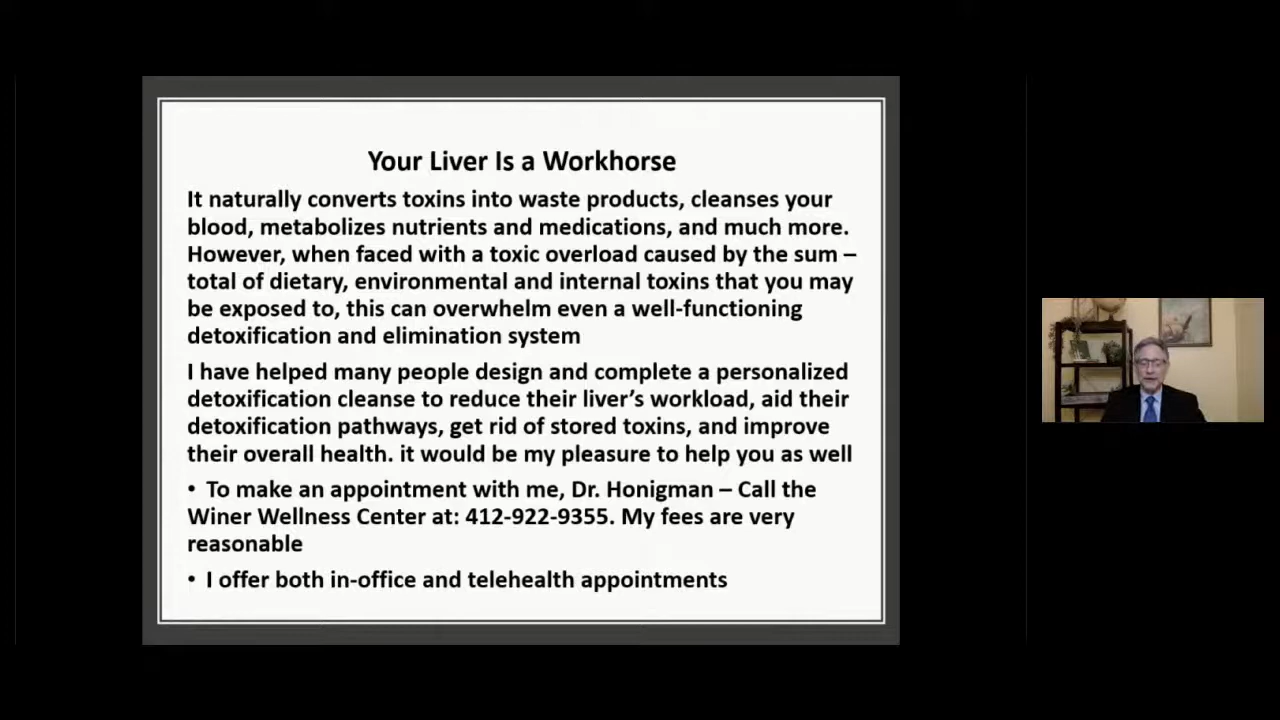 Your Liver Is a Workhorse
It naturally converts toxins into waste products, cleanses your
blood, metabolizes nutrients and medications, and much more.
However, when faced with a toxic overload caused by the sum –
total of dietary, environmental and internal toxins that you may
be exposed to, this can overwhelm even a well-functioning
detoxification and elimination system
I have helped many people design and complete a personalized
detoxification cleanse to reduce their liver’s workload, aid their
detoxification pathways, get rid of stored toxins, and improve
their overall health. it would be my pleasure to help you as well
• To make an appointment with me, Dr. Honigman – Call the
Winer Wellness Center at: 412-922-9355. My fees are very
reasonable
• I offer both in-office and telehealth appointments